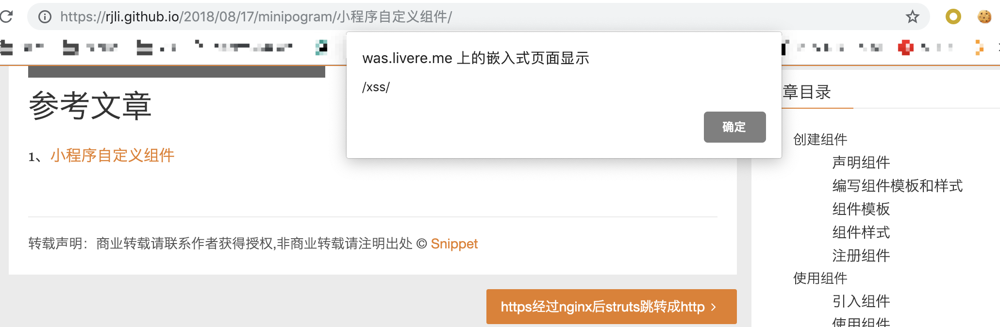 https://rjli.github.io/2018/08/17/minipogram/小程序自定义组件/
was.livere.me 上的嵌入式页面显示
/xss/
确定
参考文章
1、小程序自定义组件
转载声明：商业转载请联系作者获得授权,非商业转载请注明出处 © Snippet
https经过nginx后struts跳转成http
章目录
创建组件
声明组件
编写组件模板和样式
组件模板
组件样式
注册组件
使用组件
引入组件
使用组件